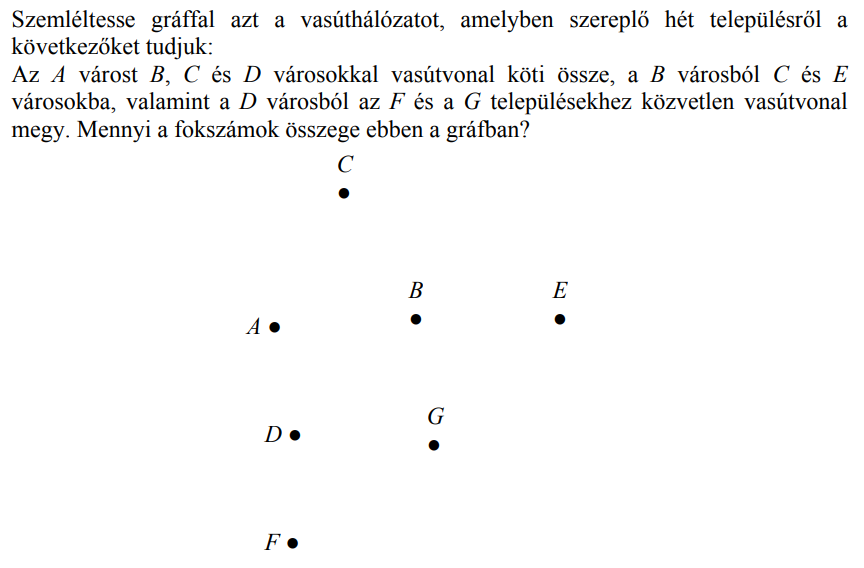 Szemléltesse gráffal azt a vasúthálózatot, amelyben szereplő hét településről a
következőket tudjuk:
Az A várost B, C és D városokkal vasútvonal köti össze, a B városból C és E
városokba, valamint a D városból az F és a G településekhez közvetlen vasútvonal
megy. Mennyi a fokszámok összege ebben a gráfban?
C
B E
A
G
D
F